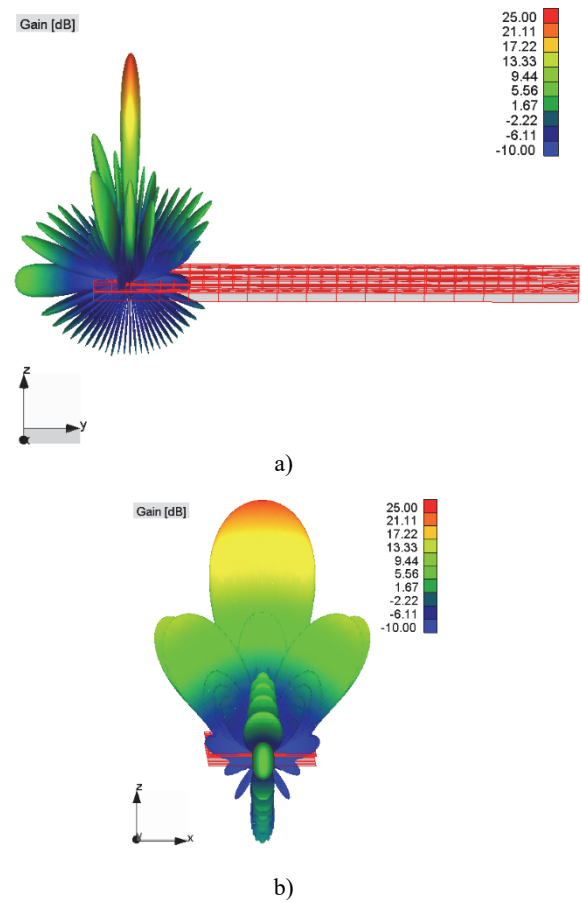 Gain [dB]
25.00
21.11
17.22
13.33
9.44
5.56
1.67
-2.22
-6.11
-10.00
z
y
x
a)
Gain [dB]
25.00
21.11
17.22
13.33
9.44
5.56
1.67
-2.22
-6.11
-10.00
z
y
x
b)